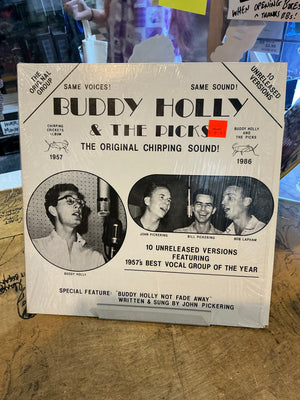 WHEN OPENING
THE
ORIGINAL
GROUP
SAME VOICES!
SAME SOUND!
10
UNRELEASED
VERSIONS
BUDDY HOLLY
& THE PICKS
CHIRPING
CRICKETS
ALBUM
1957
BUDDY HOLLY
AND
THE PICKS
1986
THE ORIGINAL CHIRPING SOUND!
BUDDY HOLLY
JOHN PICKERING
BILL PICKERING
BOB LAPHAM
10 UNRELEASED VERSIONS
FEATURING
1957's BEST VOCAL GROUP OF THE YEAR
SPECIAL FEATURE: "BUDDY HOLLY NOT FADE AWAY"
WRITTEN & SUNG BY JOHN PICKERING